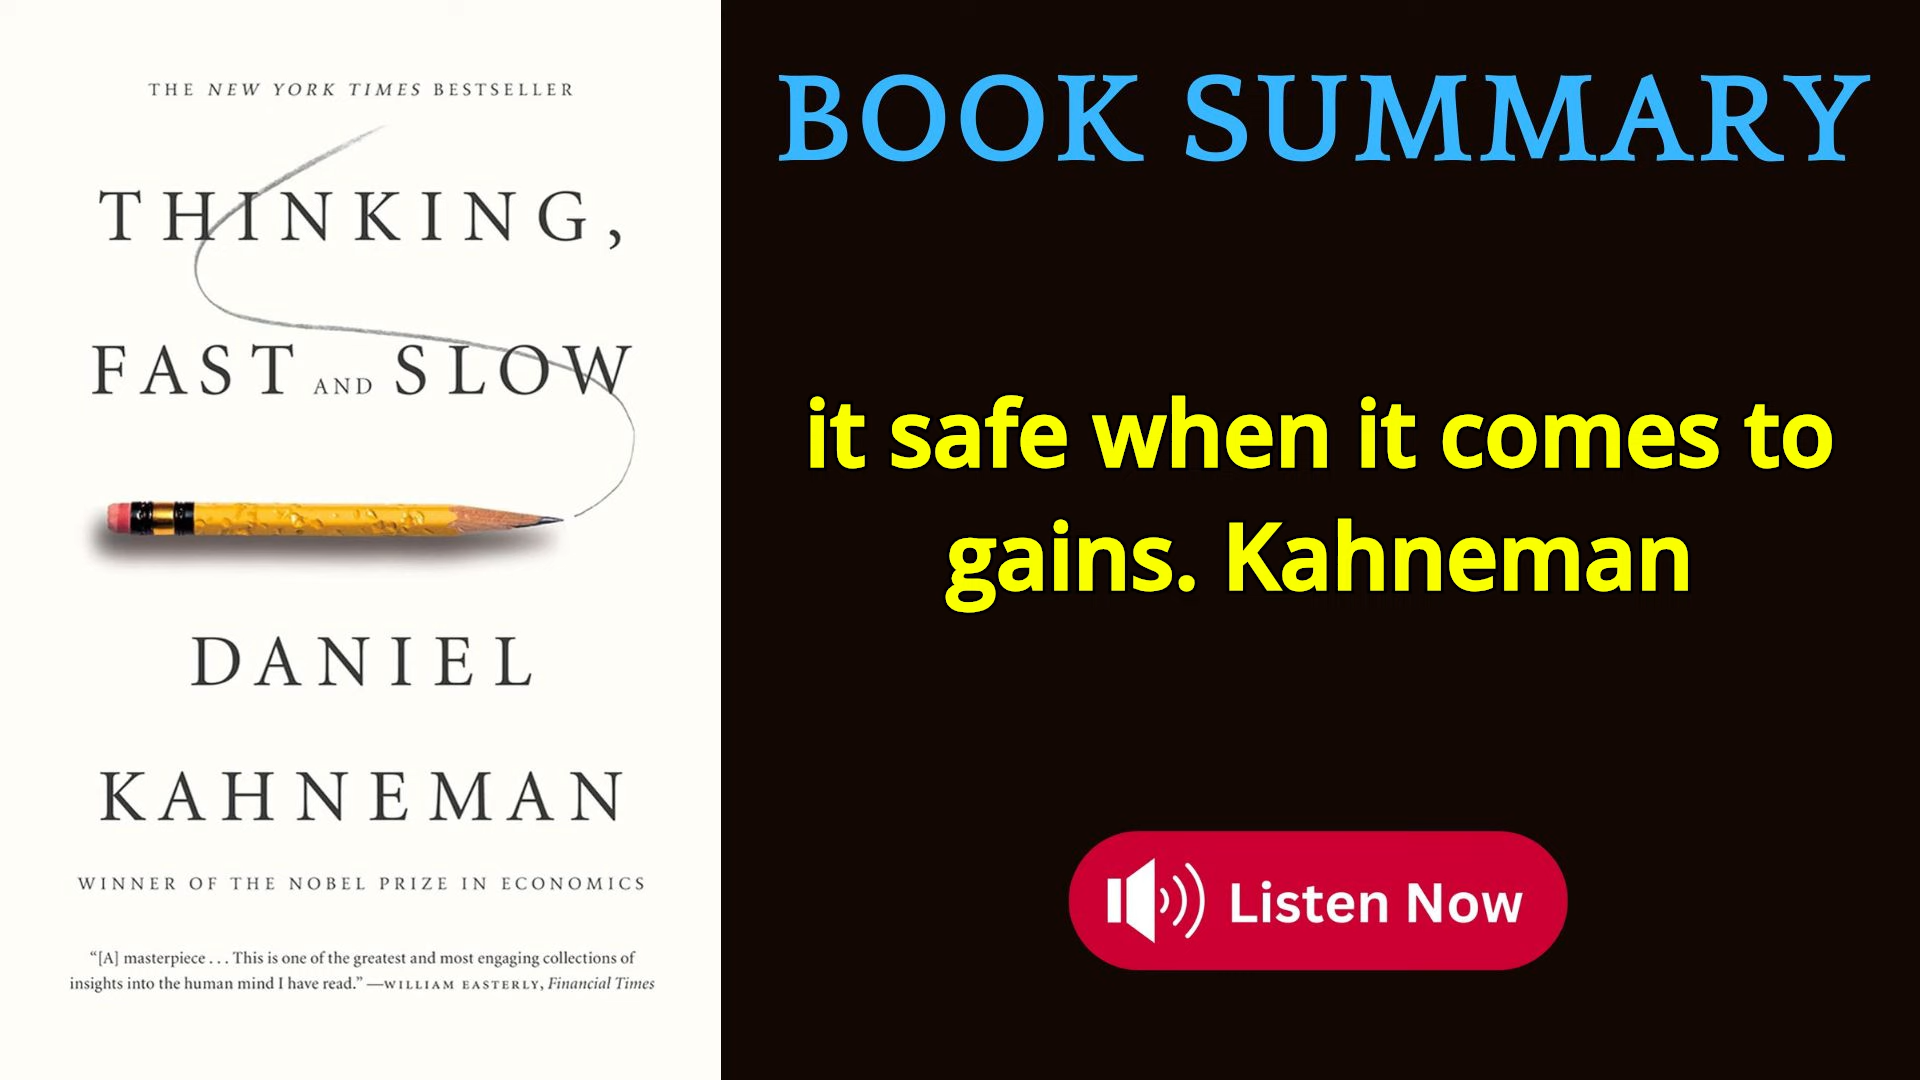 THE NEW YORK TIMES BESTSELLER
THINKING,
FAST AND SLOW
DANIEL
KAHNEMAN
WINNER OF THE NOBEL PRIZE IN ECONOMICS
“[A] masterpiece . . . This is one of the greatest and most engaging collections of
insights into the human mind I have read.” —WILLIAM EASTERLY, Financial Times
BOOK SUMMARY
it safe when it comes to
gains. Kahneman
Listen Now